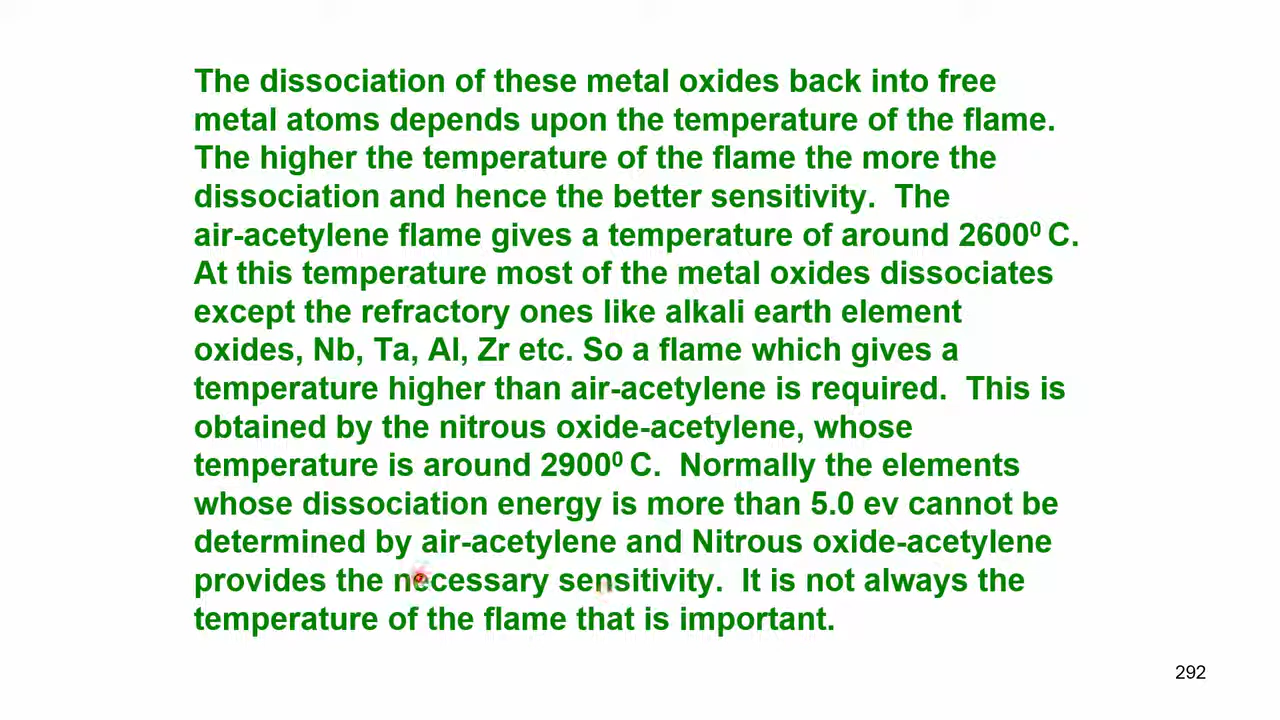 The dissociation of these metal oxides back into free
metal atoms depends upon the temperature of the flame.
The higher the temperature of the flame the more the
dissociation and hence the better sensitivity.  The
air-acetylene flame gives a temperature of around 2600⁰ C.
At this temperature most of the metal oxides dissociates
except the refractory ones like alkali earth element
oxides, Nb, Ta, Al, Zr etc. So a flame which gives a
temperature higher than air-acetylene is required.  This is
obtained by the nitrous oxide-acetylene, whose
temperature is around 2900⁰ C.  Normally the elements
whose dissociation energy is more than 5.0 ev cannot be
determined by air-acetylene and Nitrous oxide-acetylene
provides the necessary sensitivity.  It is not always the
temperature of the flame that is important.
292